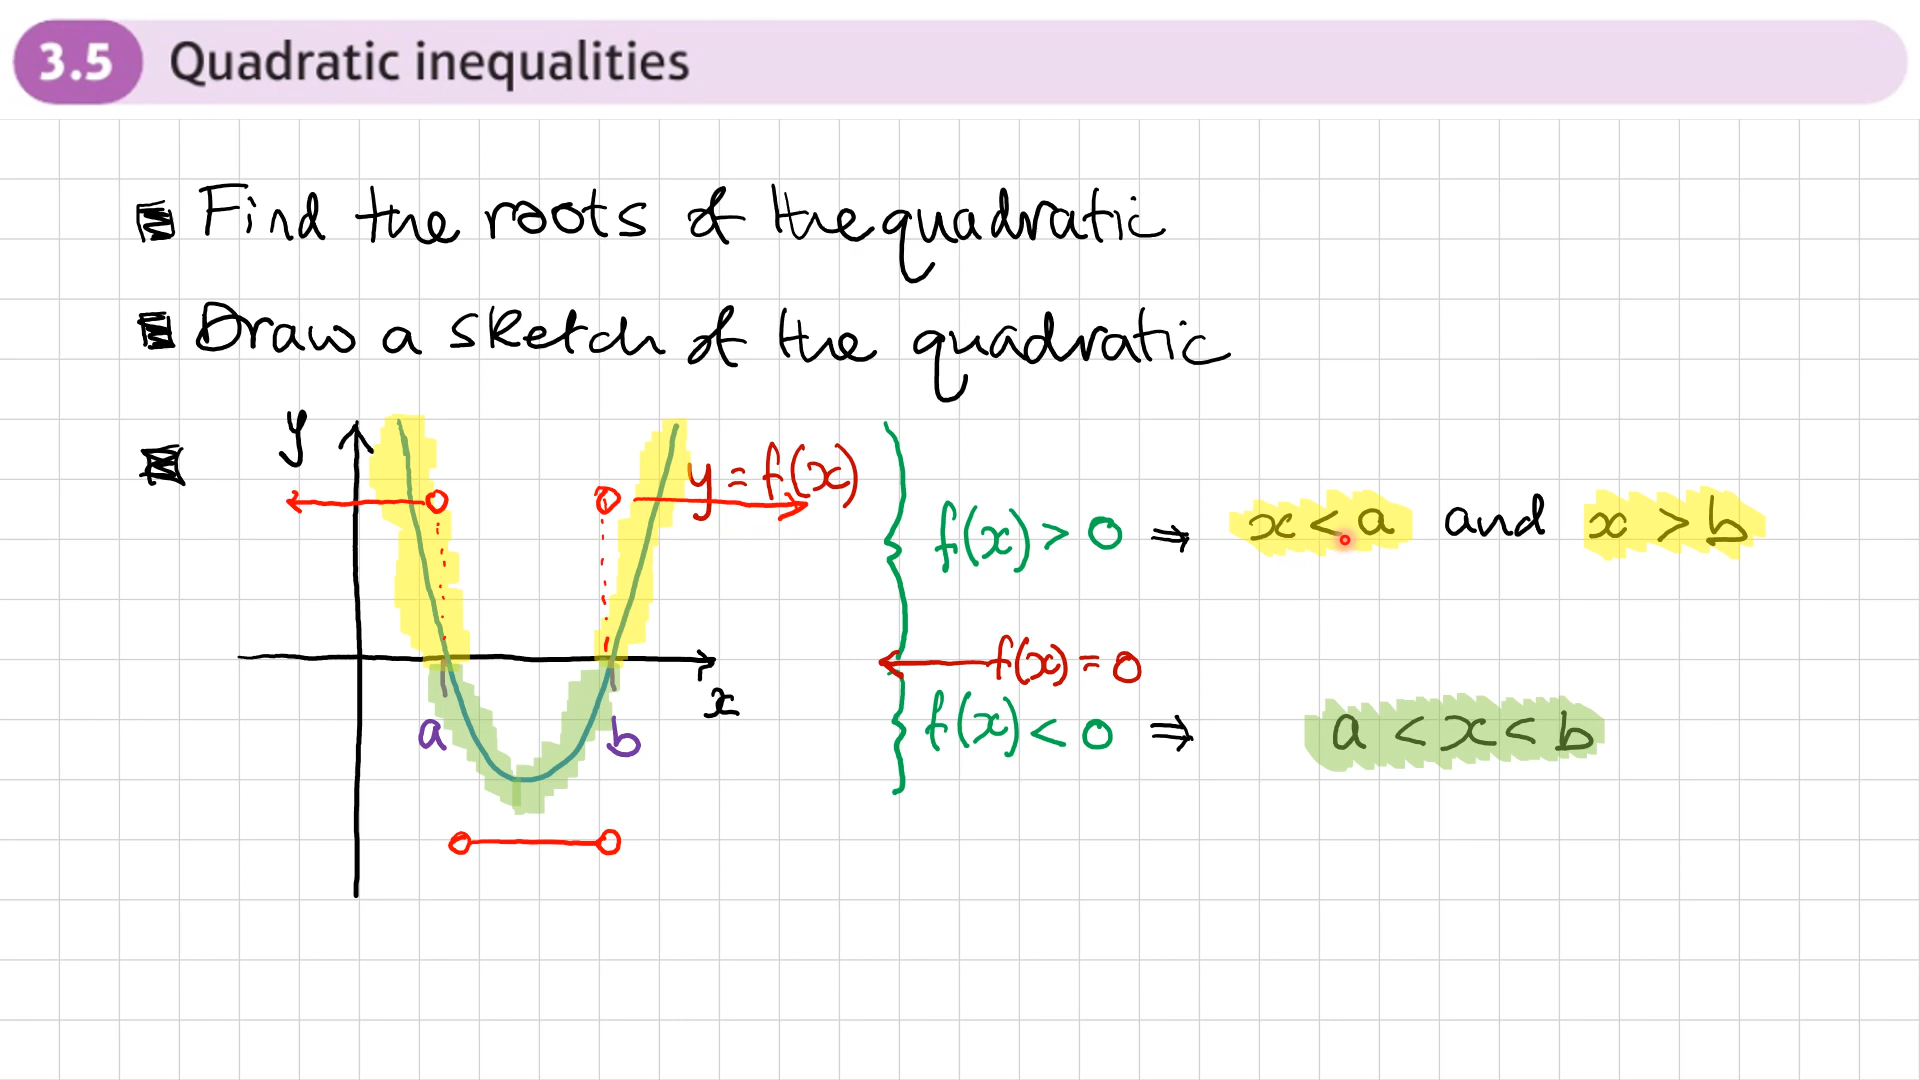 3.5 Quadratic inequalities
Find the roots of the quadratic
Draw a sketch of the quadratic
y
y = f(x)
f(x) > 0 ⇒ x < a and x > b
f(x) = 0
x
a b
f(x) < 0 ⇒ a < x < b